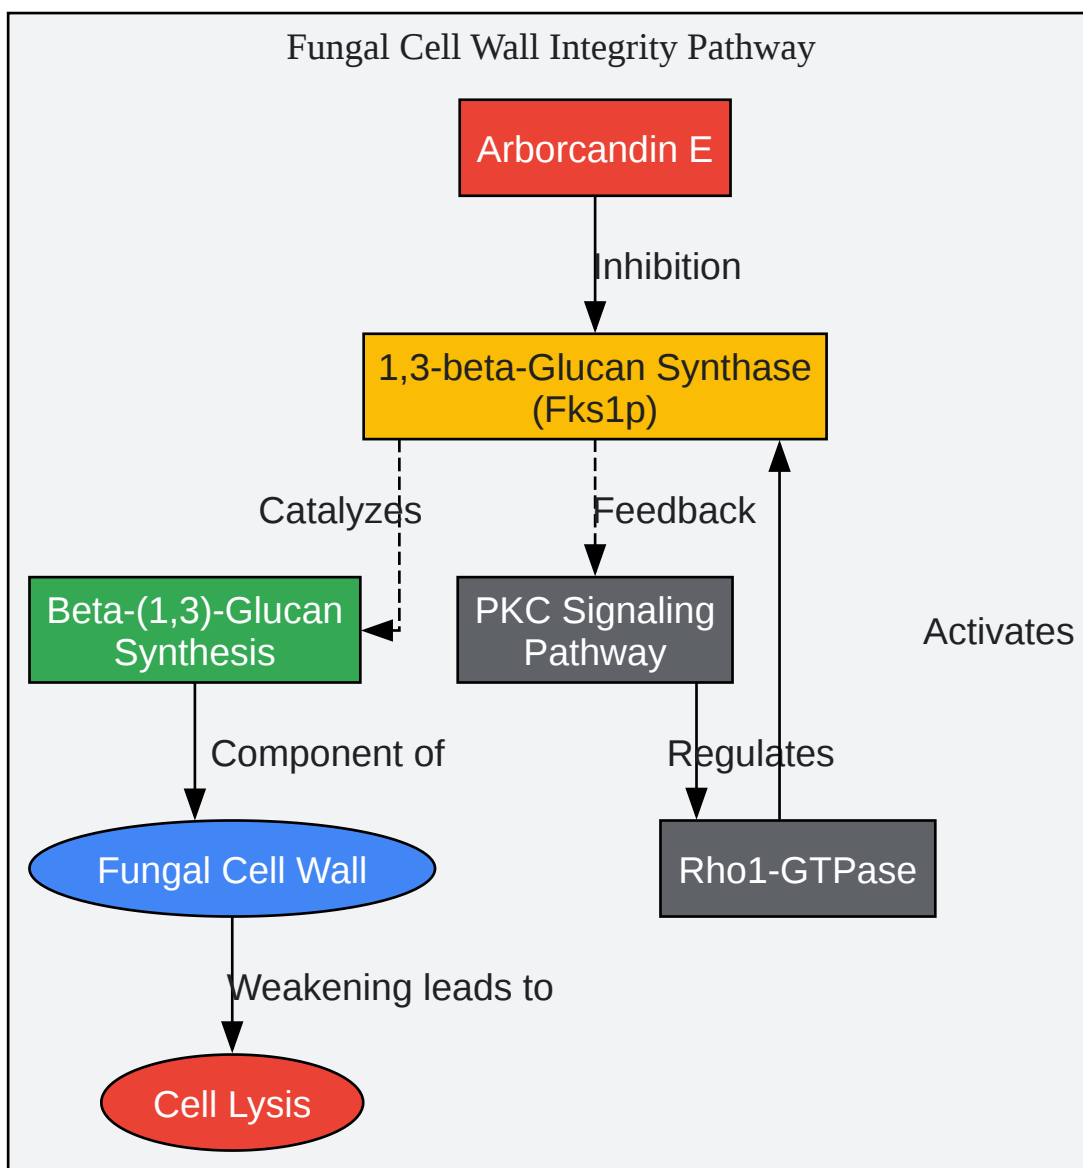 Fungal Cell Wall Integrity Pathway
Arborcandin E
Inhibition
1,3-beta-Glucan Synthase
(Fks1p)
Catalyzes
Feedback
Beta-(1,3)-Glucan
Synthesis
PKC Signaling
Pathway
Activates
Component of
Regulates
Fungal Cell Wall
Rho1-GTPase
Weakening leads to
Cell Lysis